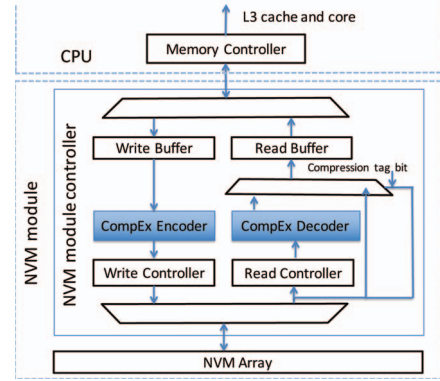 L3 cache and core
Memory Controller
CPU
Write Buffer
Read Buffer
Compression tag bit
CompEx Encoder
CompEx Decoder
Write Controller
Read Controller
NVM module controller
NVM module
NVM Array